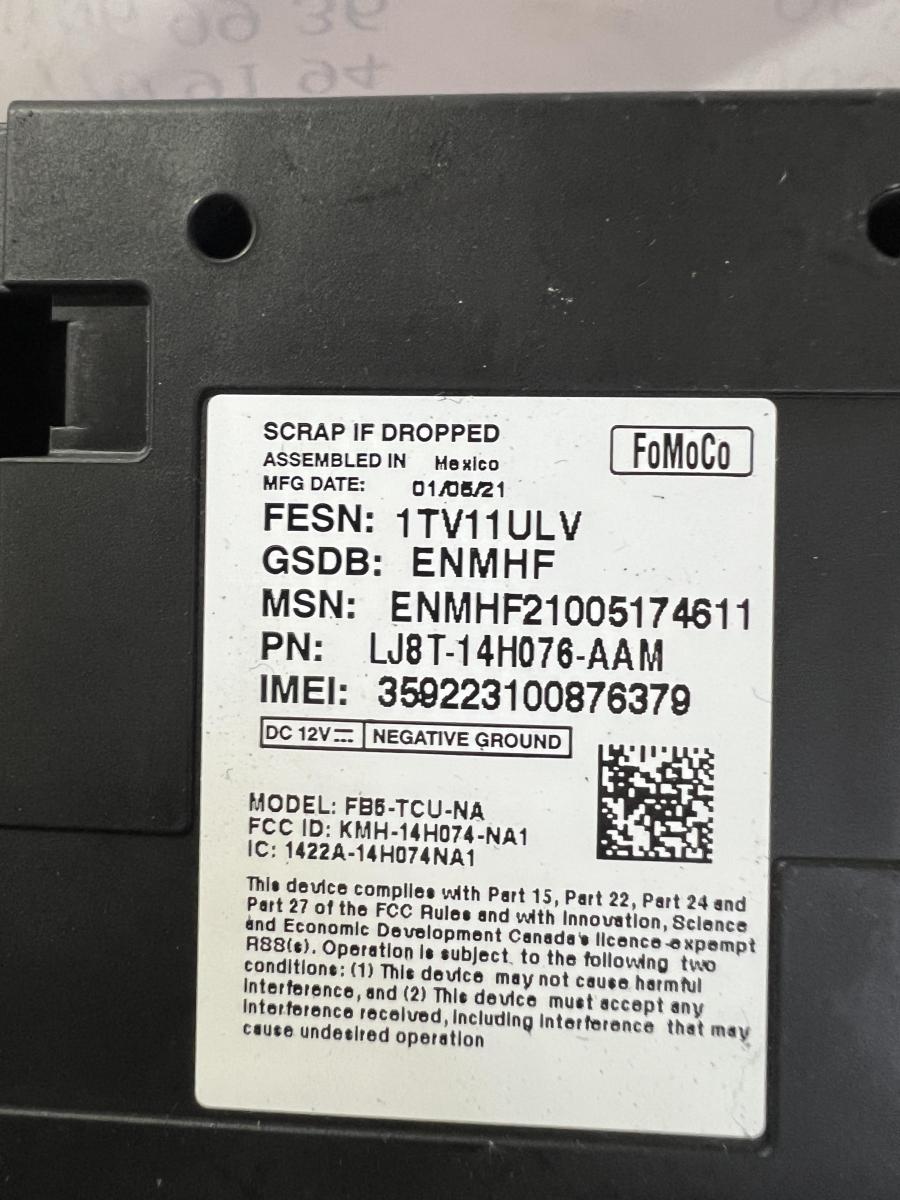 SCRAP IF DROPPED
FoMoCo
ASSEMBLED IN Mexico
MFG DATE: 01/05/21
FESN: 1TV11ULV
GSDB: ENMHF
MSN: ENMHF21005174611
PN: LJ8T-14H076-AAM
IMEI: 359223100876379
DC 12V NEGATIVE GROUND
MODEL: FB5-TCU-NA
FCC ID: KMH-14H074-NA1
IC: 1422A-14H074NA1
This device complies with Part 15, Part 22, Part 24 and
Part 27 of the FCC Rules and with Innovation, Science
and Economic Development Canada's licence-expempt
RSS(s). Operation is subject to the following two
conditions: (1) This device may not cause harmful
interference, and (2) This device must accept any
interference received, including interference that may
cause undesired operation